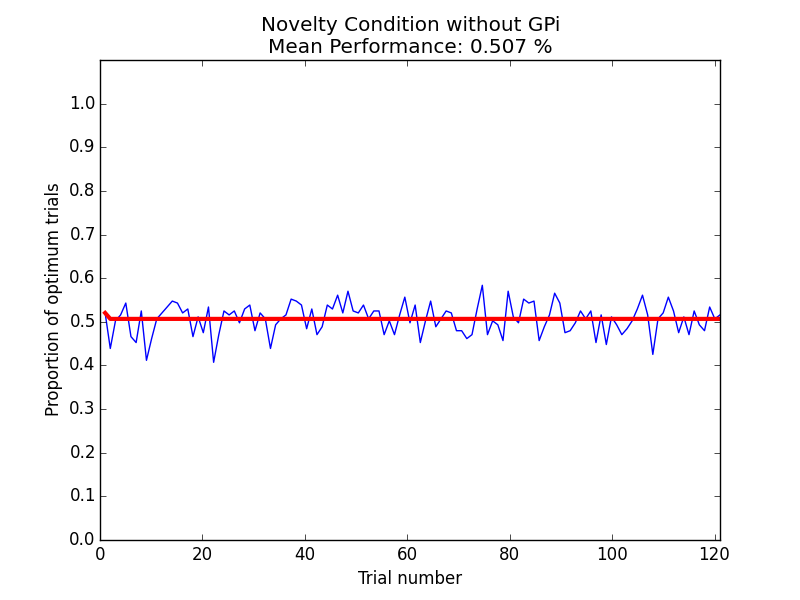 Novelty Condition without GPi
Mean Performance: 0.507 %
Proportion of optimum trials
1.0
0.9
0.8
0.7
0.6
0.5
0.4
0.3
0.2
0.1
0.0
0 20 40 60 80 100 120
Trial number